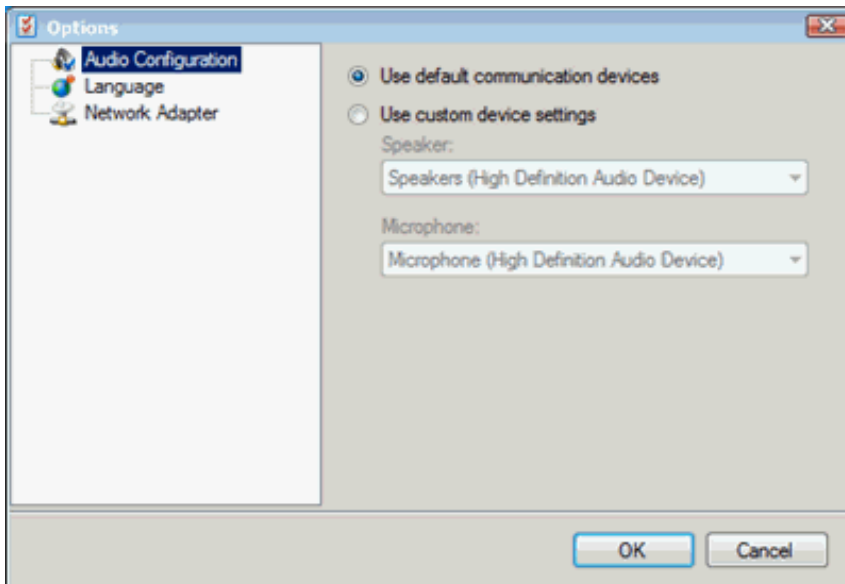 Options
Audio Configuration
Language
Network Adapter
Use default communication devices
Use custom device settings
Speaker:
Speakers (High Definition Audio Device)
Microphone:
Microphone (High Definition Audio Device)
OK
Cancel